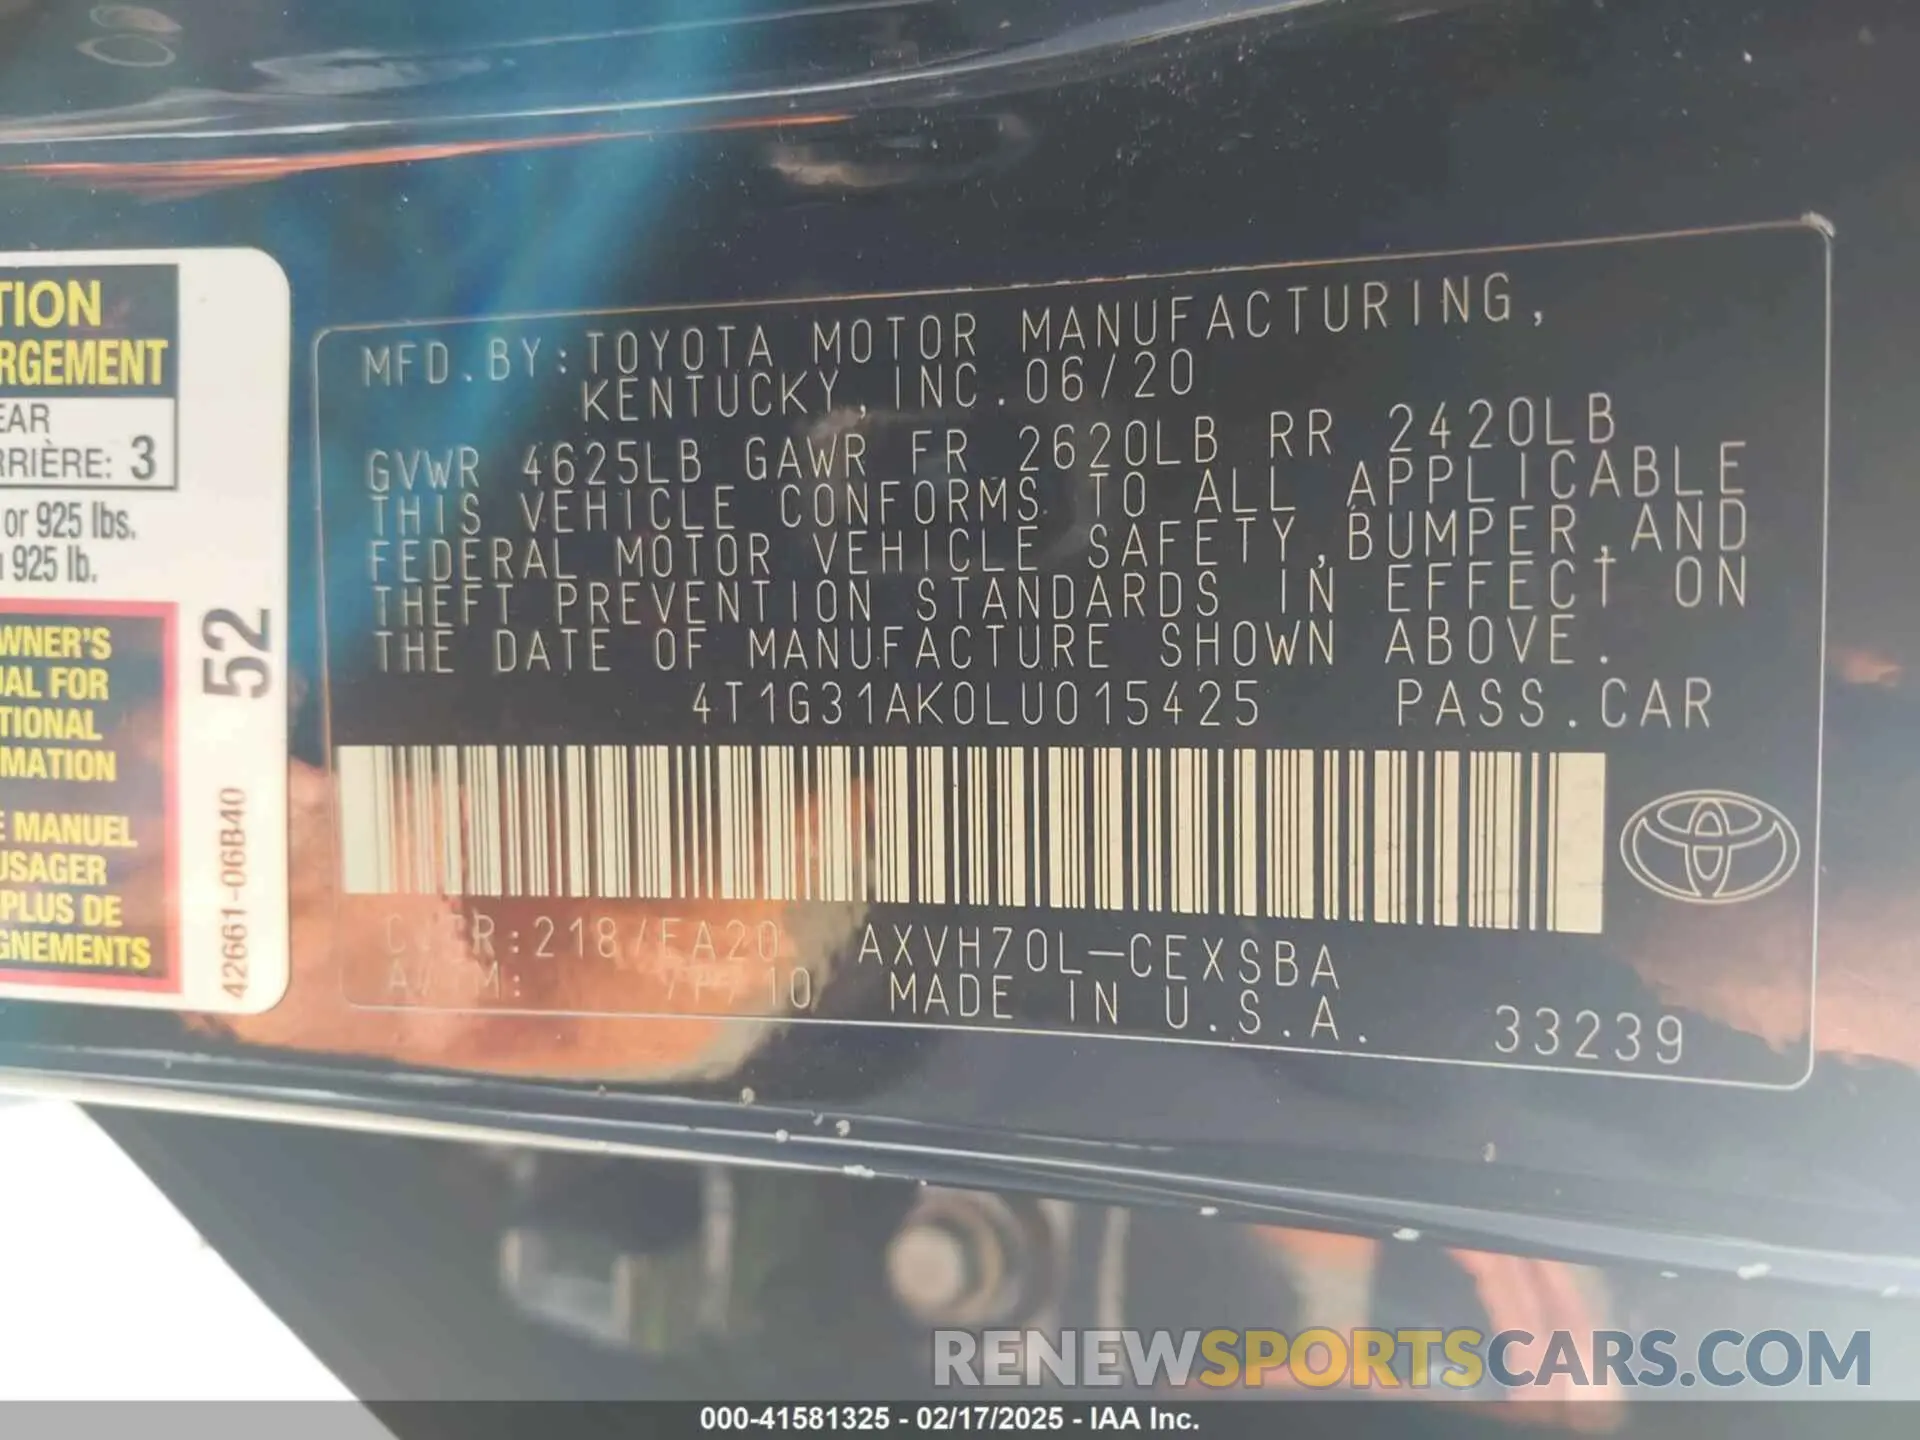 TION
RGEMENT
EAR
RRIÈRE: 3
or 925 lbs.
925 lb.
WNER'S
UAL FOR
TIONAL
MATION
E MANUEL
USAGER
PLUS DE
GNEMENTS
52
42661-06B40
MFD.BY:TOYOTA MOTOR MANUFACTURING,
KENTUCKY,INC.06/20
GVWR 4625LB GAWR FR 2620LB RR 2420LB
THIS VEHICLE CONFORMS TO ALL APPLICABLE
FEDERAL MOTOR VEHICLE SAFETY,BUMPER,AND
THEFT PREVENTION STANDARDS IN EFFECT ON
THE DATE OF MANUFACTURE SHOWN ABOVE.
4T1G31AK0LU015425 PASS.CAR
C/TR:218/EA20 AXVH70L-CEXSBA
A/TM: /P710 MADE IN U.S.A. 33239
RENEWSPORTSCARS.COM
000-41581325 - 02/17/2025 - IAA Inc.